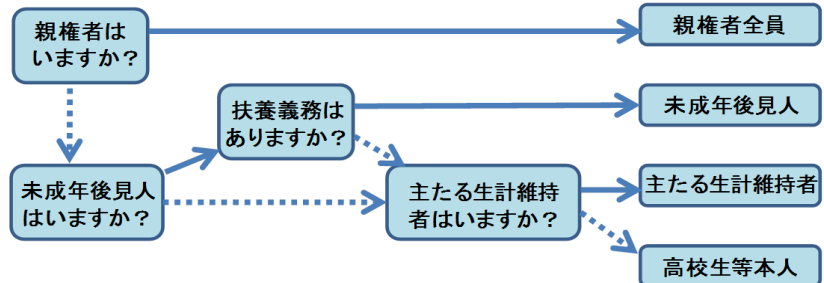 親権者は
いますか？
親権者全員
扶養義務は
ありますか？
未成年後見人
未成年後見人
はいますか？
主たる生計維持
者はいますか？
主たる生計維持者
高校生等本人